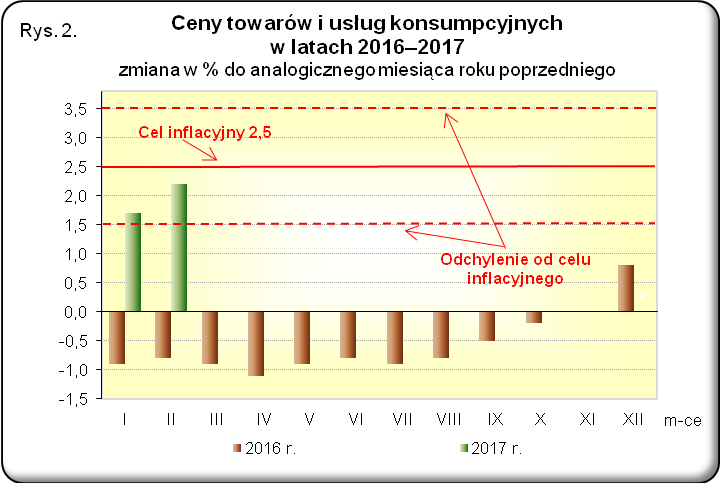 Rys. 2.
Ceny towarów i usług konsumpcyjnych
w latach 2016–2017
zmiana w % do analogicznego miesiąca roku poprzedniego
3,5
3,0
2,5
2,0
1,5
1,0
0,5
0,0
-0,5
-1,0
-1,5
Cel inflacyjny 2,5
Odchylenie od celu
inflacyjnego
I II III IV V VI VII VIII IX X XI XII m-ce
2016 r. 2017 r.